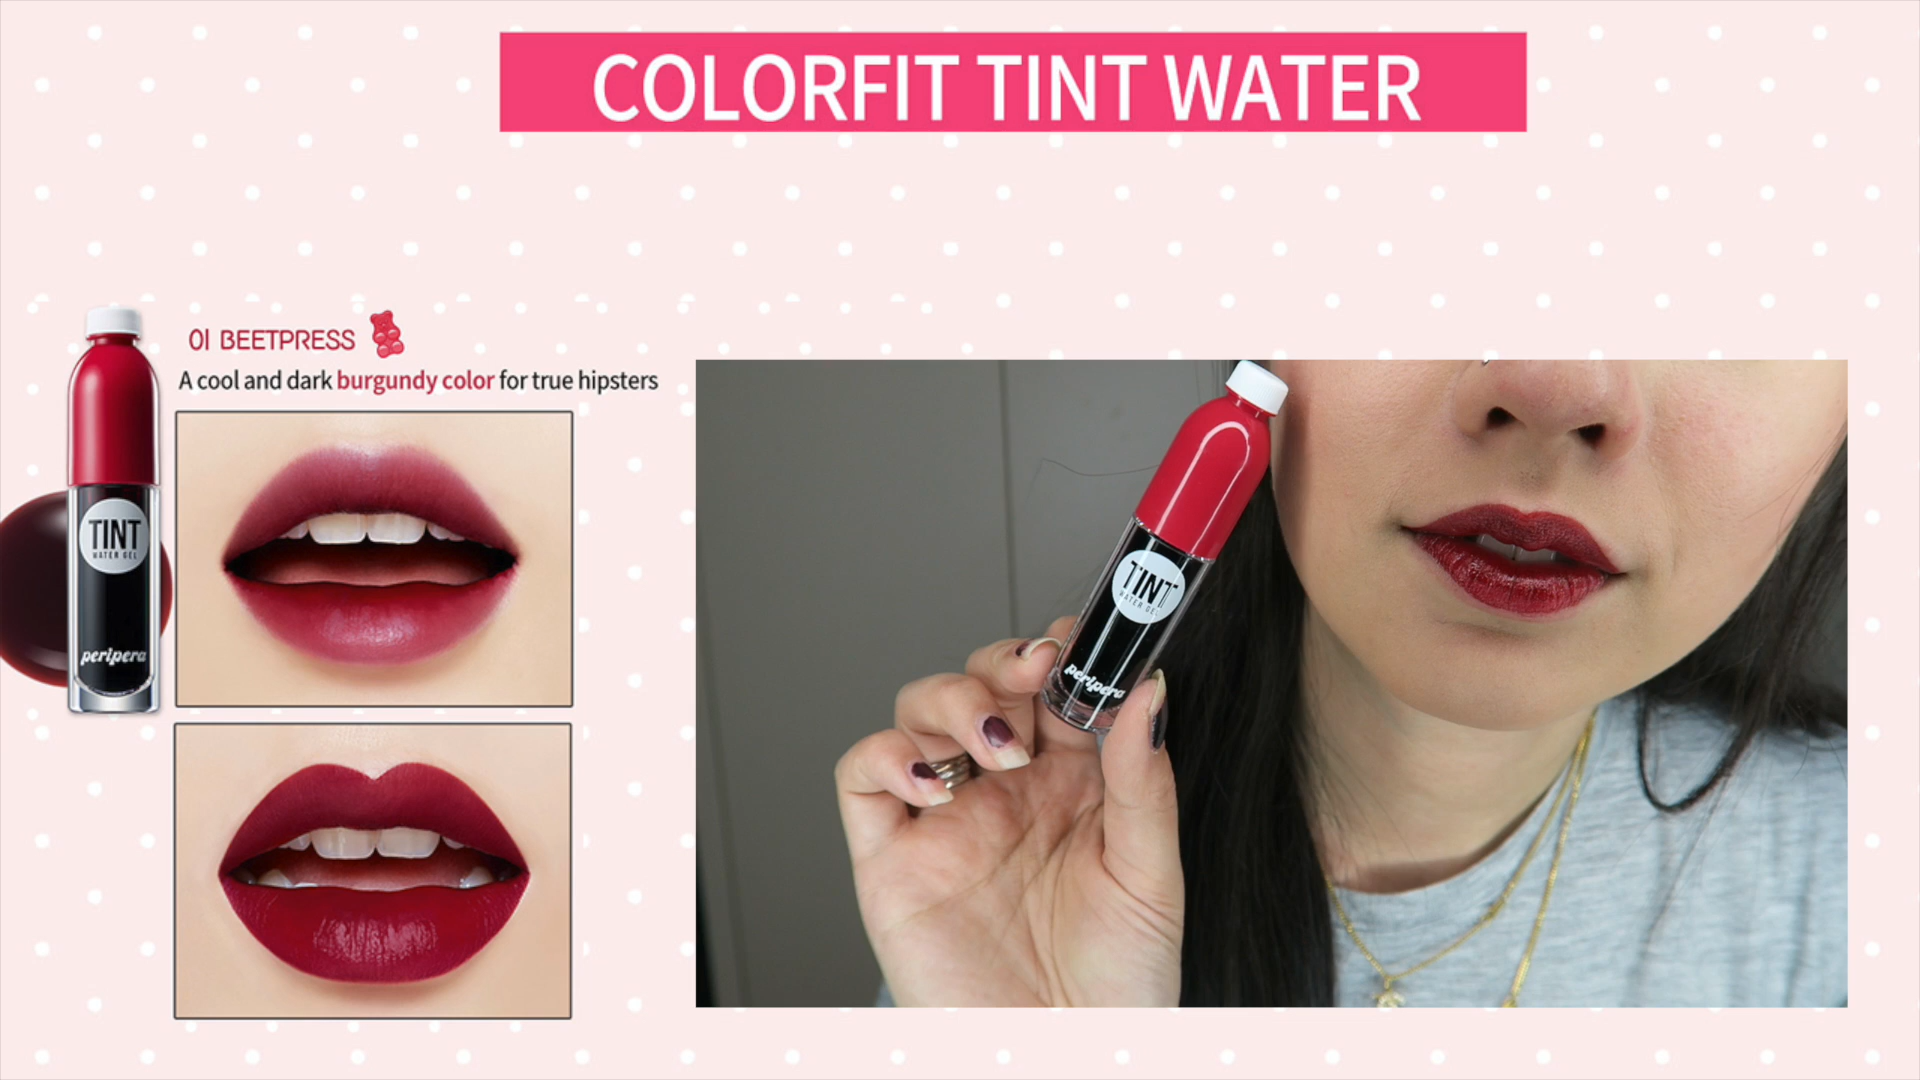 COLORFIT TINT WATER
01 BEETPRESS
A cool and dark burgundy color for true hipsters
TINT
WATER GEL
peripera
TINT
WATER GEL
peripera